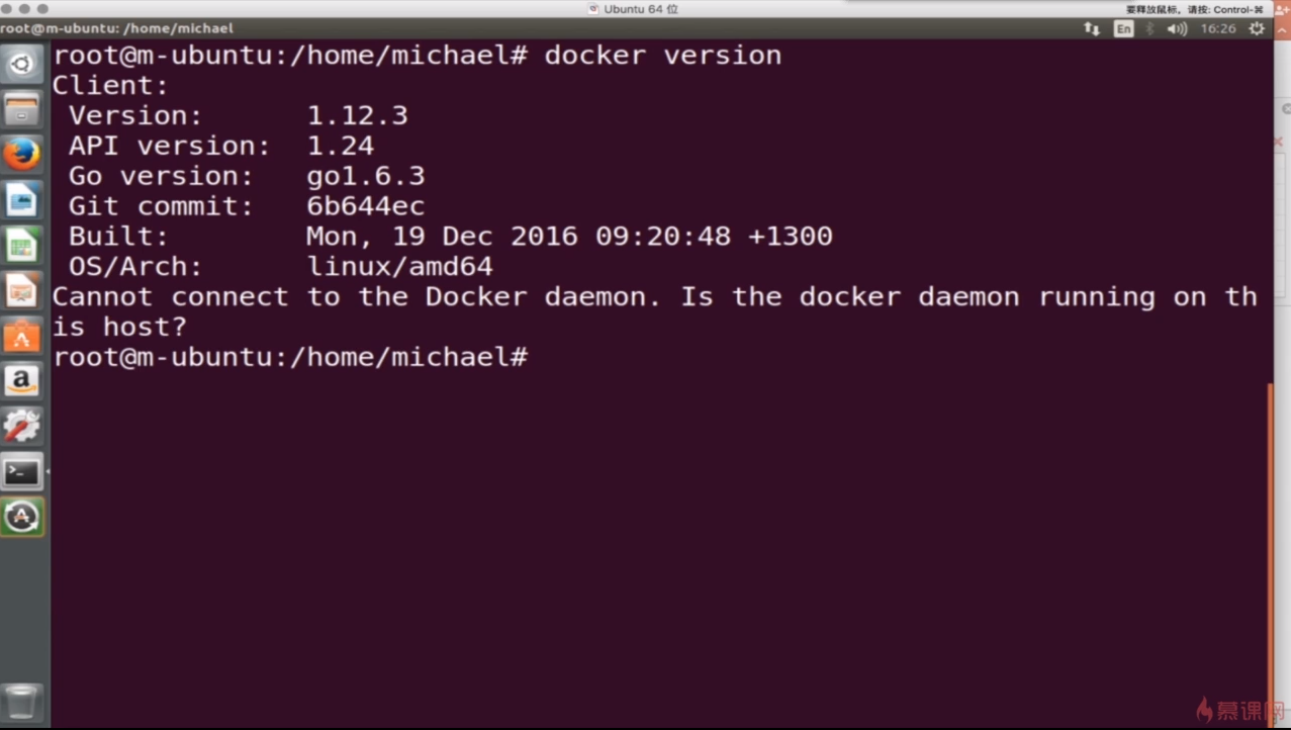 Ubuntu 64 位
要释放鼠标，请按: Control-⌘
root@m-ubuntu: /home/michael
En
16:26
root@m-ubuntu:/home/michael# docker version
Client:
 Version:      1.12.3
 API version:  1.24
 Go version:   go1.6.3
 Git commit:   6b644ec
 Built:        Mon, 19 Dec 2016 09:20:48 +1300
 OS/Arch:      linux/amd64
Cannot connect to the Docker daemon. Is the docker daemon running on th
is host?
root@m-ubuntu:/home/michael#
慕课网